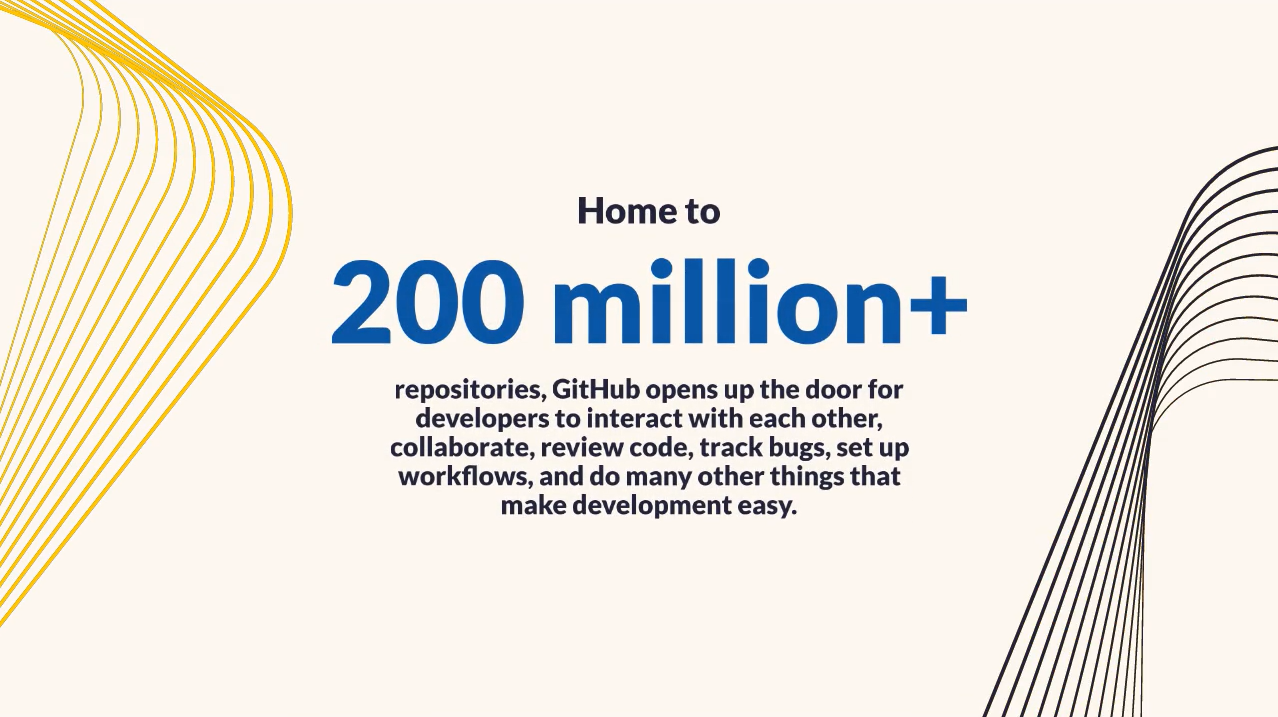 Home to
200 million+
repositories, GitHub opens up the door for
developers to interact with each other,
collaborate, review code, track bugs, set up
workflows, and do many other things that
make development easy.